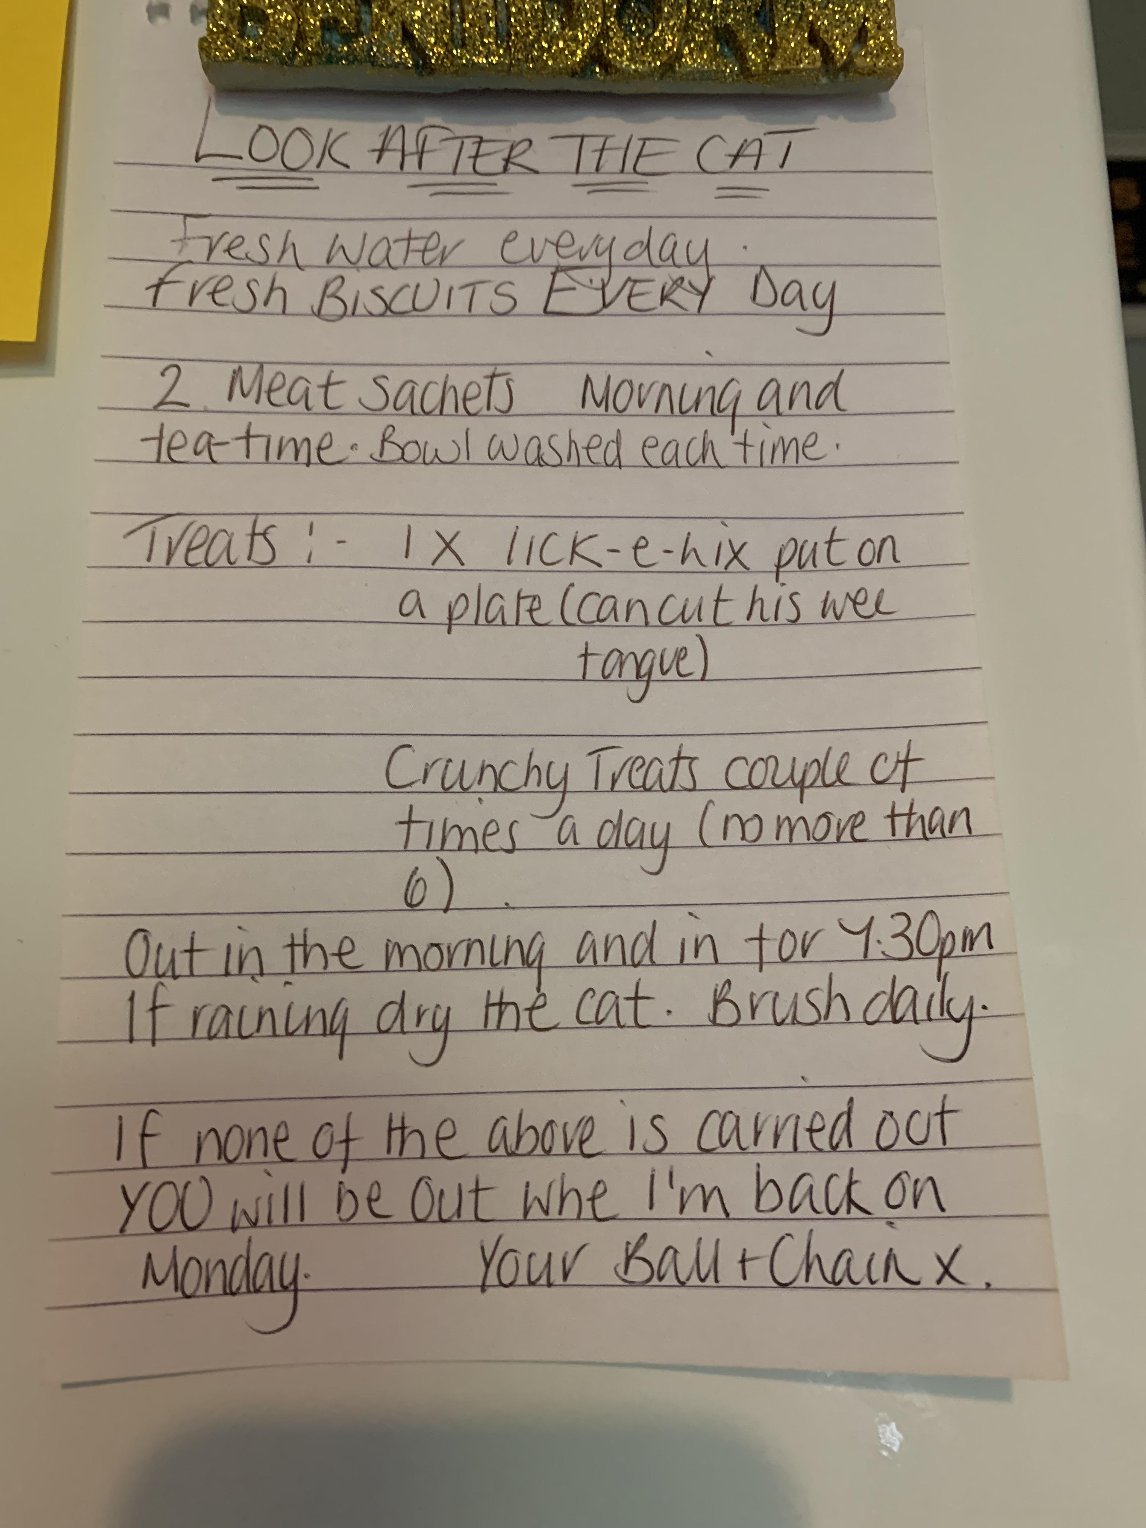 BENIDORM
LOOK AFTER THE CAT
Fresh water everyday.
fresh BISCUITS EVERY Day
2 Meat sachets Morning and
tea-time. Bowl washed each time.
Treats :- 1 X lick-e-lix put on
a plate (can cut his wee
tongue)
Crunchy Treats couple of
times a day (no more than
6).
Out in the morning and in for 4.30pm
If raining dry the cat. Brush daily.
If none of the above is carried out
YOU will be out whe I'm back on
Monday. Your Ball + Chain x.